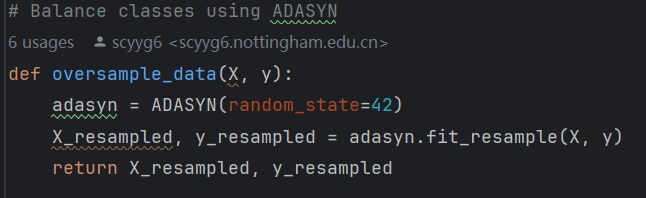 # Balance classes using ADASYN
6 usages scyyg6 <scyyg6.nottingham.edu.cn>
def oversample_data(X, y):
    adasyn = ADASYN(random_state=42)
    X_resampled, y_resampled = adasyn.fit_resample(X, y)
    return X_resampled, y_resampled